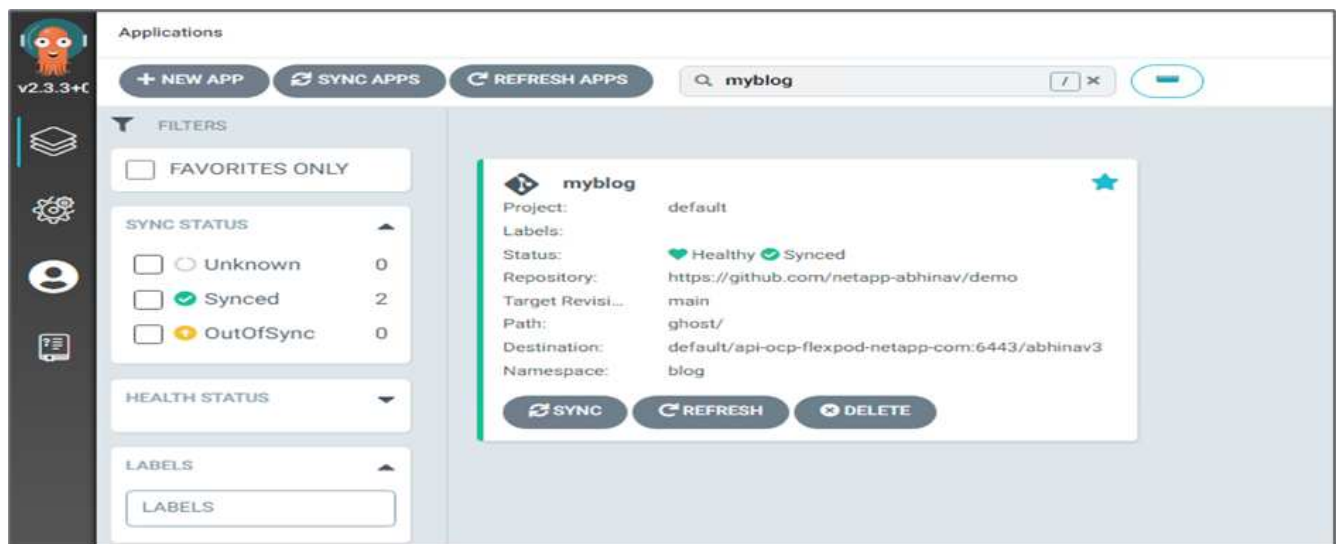 Applications
v2.3.3+0
+ NEW APP
SYNC APPS
REFRESH APPS
myblog
/
FILTERS
FAVORITES ONLY
SYNC STATUS
Unknown 0
Synced 2
OutOfSync 0
HEALTH STATUS
LABELS
LABELS
myblog
Project: default
Labels:
Status: Healthy Synced
Repository: https://github.com/netapp-abhinav/demo
Target Revisi... main
Path: ghost/
Destination: default/api-ocp-flexpod-netapp-com:6443/abhinav3
Namespace: blog
SYNC
REFRESH
DELETE